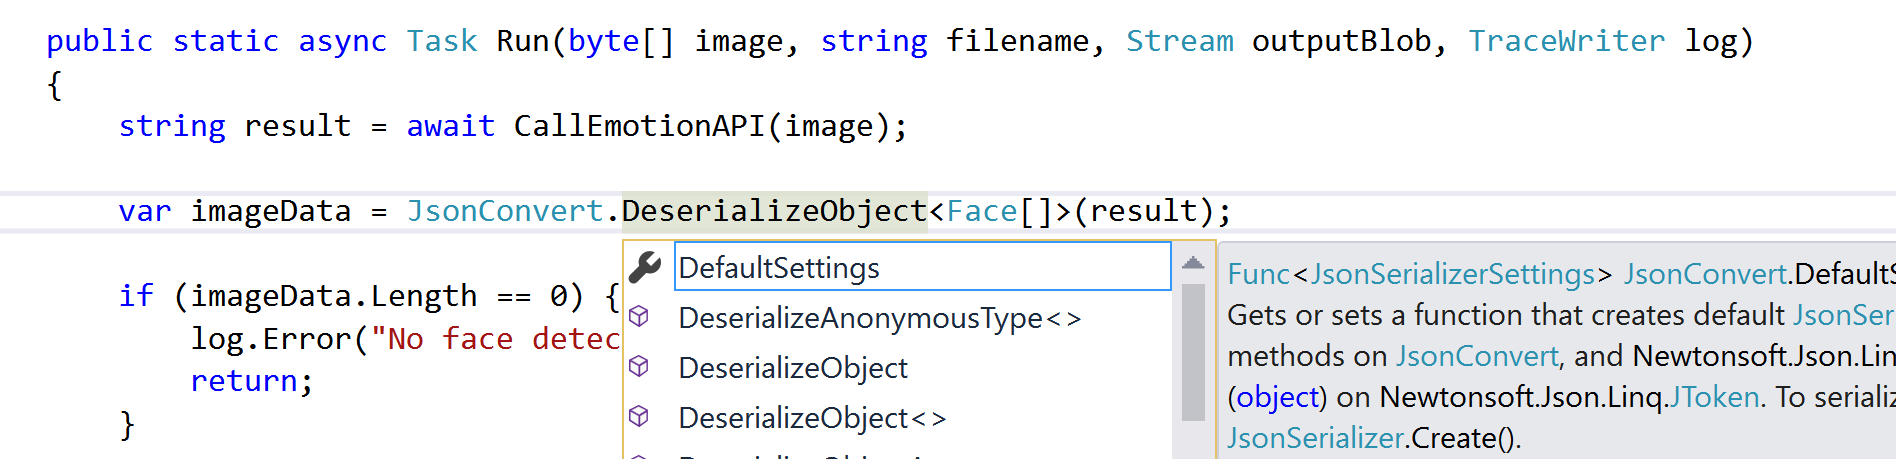 public static async Task Run(byte[] image, string filename, Stream outputBlob, TraceWriter log)
{
string result = await CallEmotionAPI(image);
var imageData = JsonConvert.DeserializeObject<Face[]>(result);
if (imageData.Length == 0) {
log.Error("No face detec
return;
}
DefaultSettings
DeserializeAnonymousType<>
DeserializeObject
DeserializeObject<>
Func<JsonSerializerSettings> JsonConvert.DefaultS
Gets or sets a function that creates default JsonSer
methods on JsonConvert, and Newtonsoft.Json.Lin
(object) on Newtonsoft.Json.Linq.JToken. To serializ
JsonSerializer.Create().